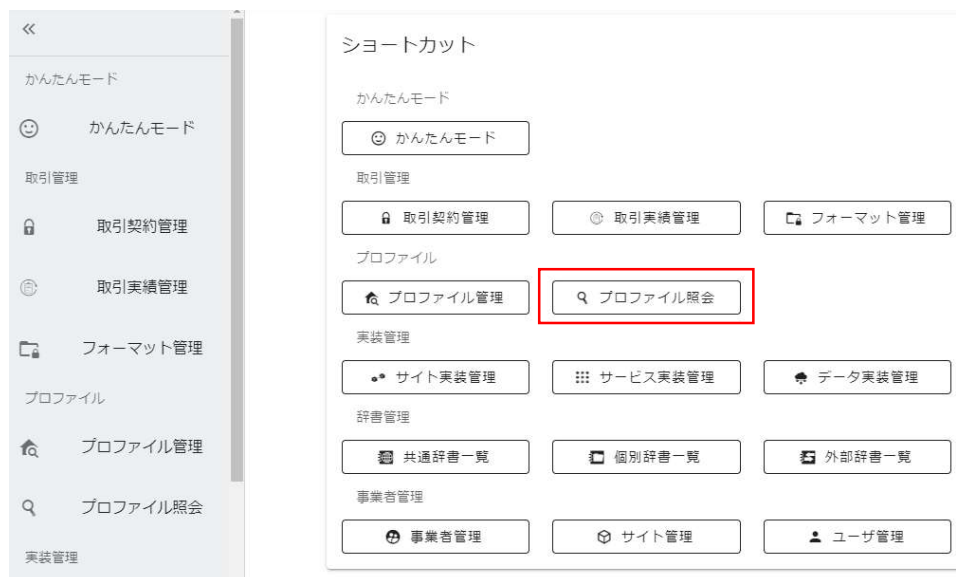 «
かんたんモード
かんたんモード
取引管理
取引契約管理
取引実績管理
フォーマット管理
プロファイル
プロファイル管理
プロファイル照会
実装管理
ショートカット
かんたんモード
かんたんモード
取引管理
取引契約管理 取引実績管理 フォーマット管理
プロファイル
プロファイル管理 プロファイル照会
実装管理
サイト実装管理 サービス実装管理 データ実装管理
辞書管理
共通辞書一覧 個別辞書一覧 外部辞書一覧
事業者管理
事業者管理 サイト管理 ユーザ管理